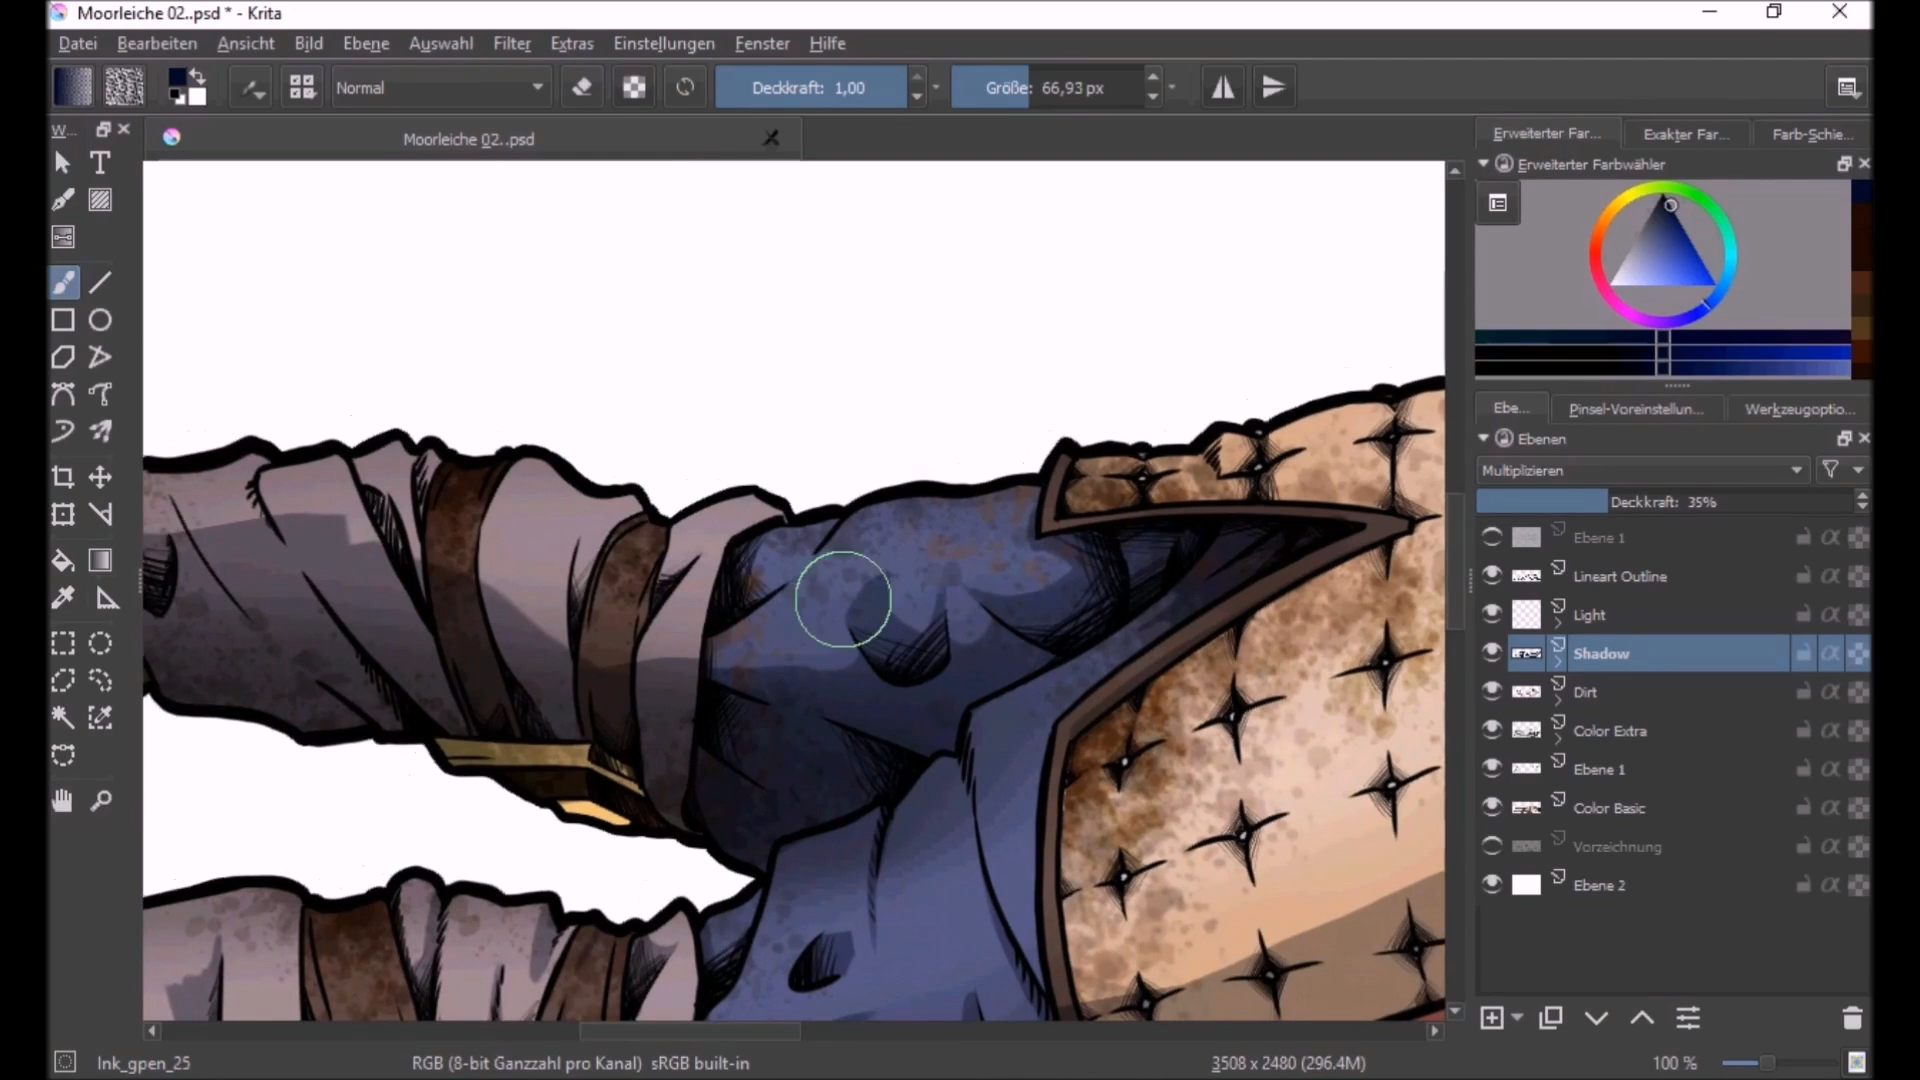 Moorleiche 02..psd * - Krita
Datei Bearbeiten Ansicht Bild Ebene Auswahl Filter Extras Einstellungen Fenster Hilfe
Normal Deckkraft: 1,00 Größe: 66,93 px
W... Moorleiche 02..psd Erweiterter Far... Exakter Far... Farb-Schie...
T
Erweiterter Farbwähler
Ebe... Pinsel-Voreinstellun... Werkzeugoptio...
Ebenen
Multiplizieren
Deckkraft: 35%
Ebene 1
Lineart Outline
Light
Shadow
Dirt
Color Extra
Ebene 1
Color Basic
Vorzeichnung
Ebene 2
Ink_gpen_25 RGB (8-bit Ganzzahl pro Kanal) sRGB built-in 3508 x 2480 (296.4M) 100 %